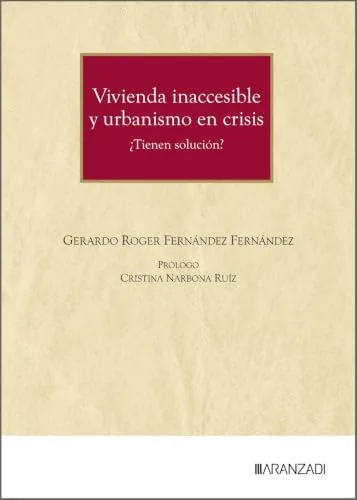 Vivienda inaccesible
y urbanismo en crisis
¿Tienen solución?
GERARDO ROGER FERNÁNDEZ FERNÁNDEZ
PRÓLOGO
CRISTINA NARBONA RUÍZ
ARANZADI